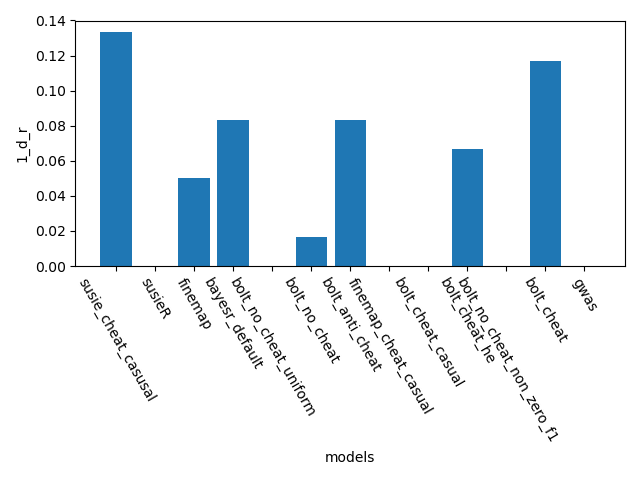 0.14
0.12
0.10
0.08
0.06
0.04
0.02
0.00
1_d_r
susie_cheat_casusal
susieR
finemap
bayesr_default
bolt_no_cheat_uniform
bolt_no_cheat
bolt_anti_cheat
finemap_cheat_casual
bolt_cheat_casual
bolt_cheat_he
bolt_no_cheat_non_zero_f1
bolt_cheat
gwas
models